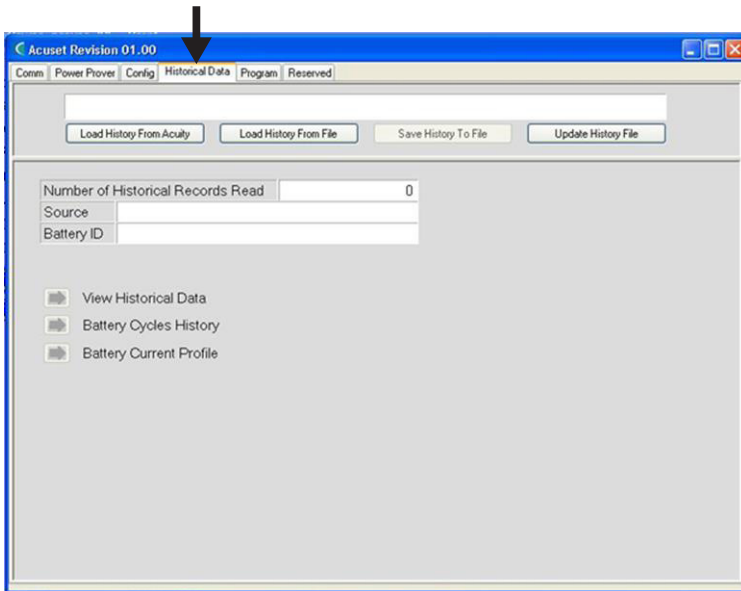 Acuset Revision 01.00
Comm Power Prover Config Historical Data Program Reserved
Load History From Acuity Load History From File Save History To File Update History File
Number of Historical Records Read 0
Source
Battery ID
View Historical Data
Battery Cycles History
Battery Current Profile